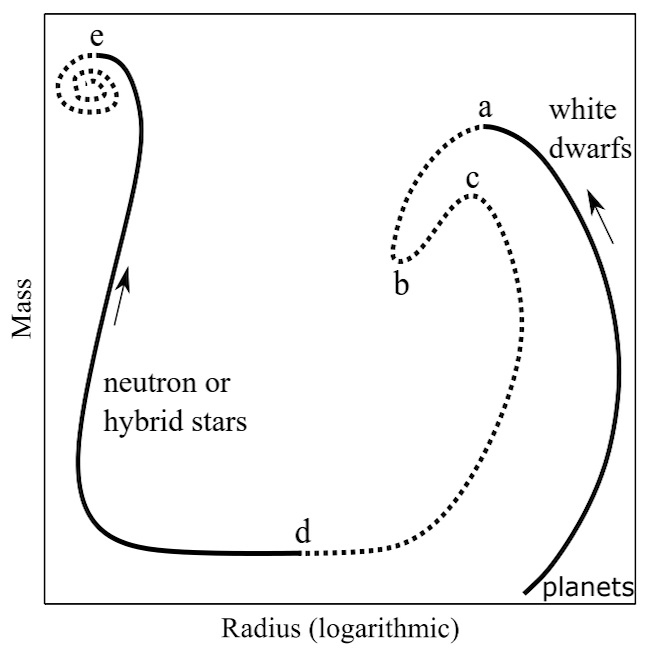 e
a
white
dwarfs
c
b
Mass
neutron or
hybrid stars
d
planets
Radius (logarithmic)